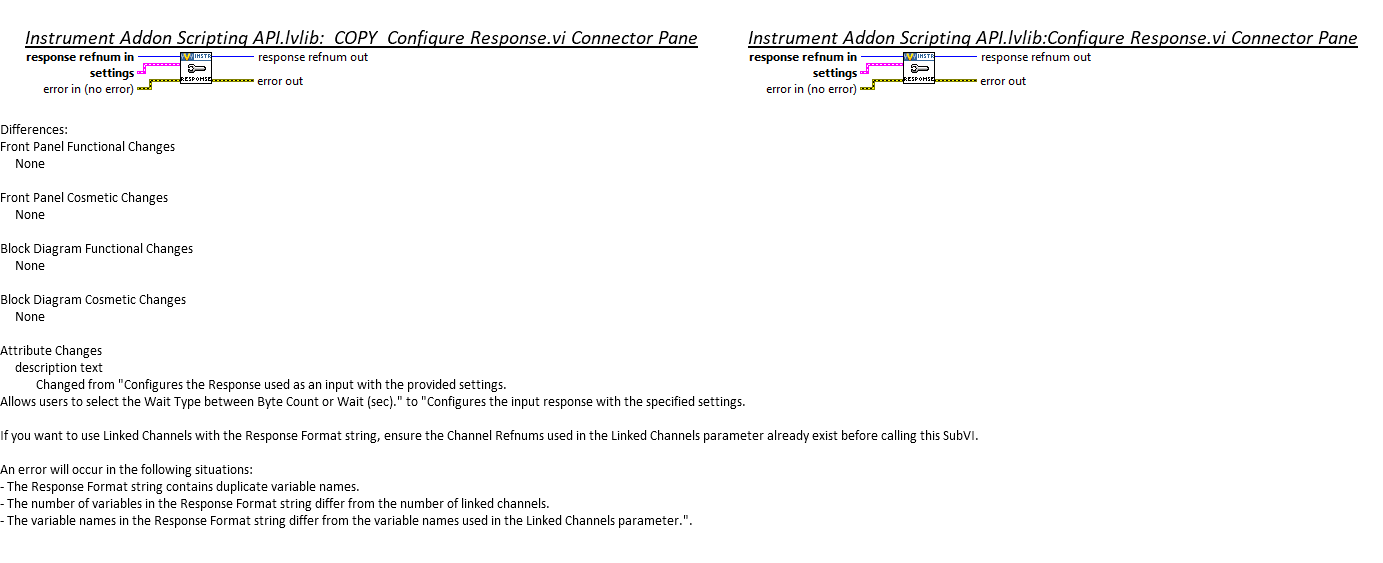 Instrument Addon Scripting API.lvlib:_COPY_Configure Response.vi Connector Pane
response refnum in
settings
error in (no error)
INSTR
RESPONSE
response refnum out
error out
Instrument Addon Scripting API.lvlib:Configure Response.vi Connector Pane
response refnum in
settings
error in (no error)
INSTR
RESPONSE
response refnum out
error out
Differences:
Front Panel Functional Changes
None
Front Panel Cosmetic Changes
None
Block Diagram Functional Changes
None
Block Diagram Cosmetic Changes
None
Attribute Changes
description text
Changed from "Configures the Response used as an input with the provided settings.
Allows users to select the Wait Type between Byte Count or Wait (sec)." to "Configures the input response with the specified settings.
If you want to use Linked Channels with the Response Format string, ensure the Channel Refnums used in the Linked Channels parameter already exist before calling this SubVI.
An error will occur in the following situations:
- The Response Format string contains duplicate variable names.
- The number of variables in the Response Format string differ from the number of linked channels.
- The variable names in the Response Format string differ from the variable names used in the Linked Channels parameter.".